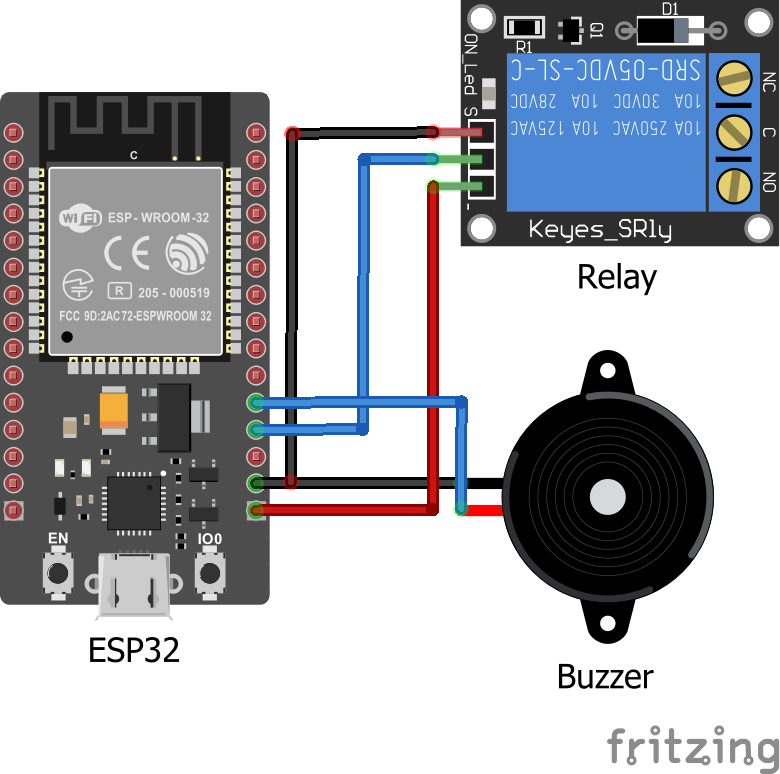 D1
Q1
R1
ON_Led
S
-
SRD-05VDC-SL-C
10A 30VDC 10A 28VDC
10A 250VAC 10A 125VAC
NC
C
NO
Keyes_SRly
Relay
C
WiFi ESP - WROOM -32
CE
R 205 - 000519
FCC 9D:2AC72-ESPWROOM 32
EN
IO0
ESP32
Buzzer
fritzing